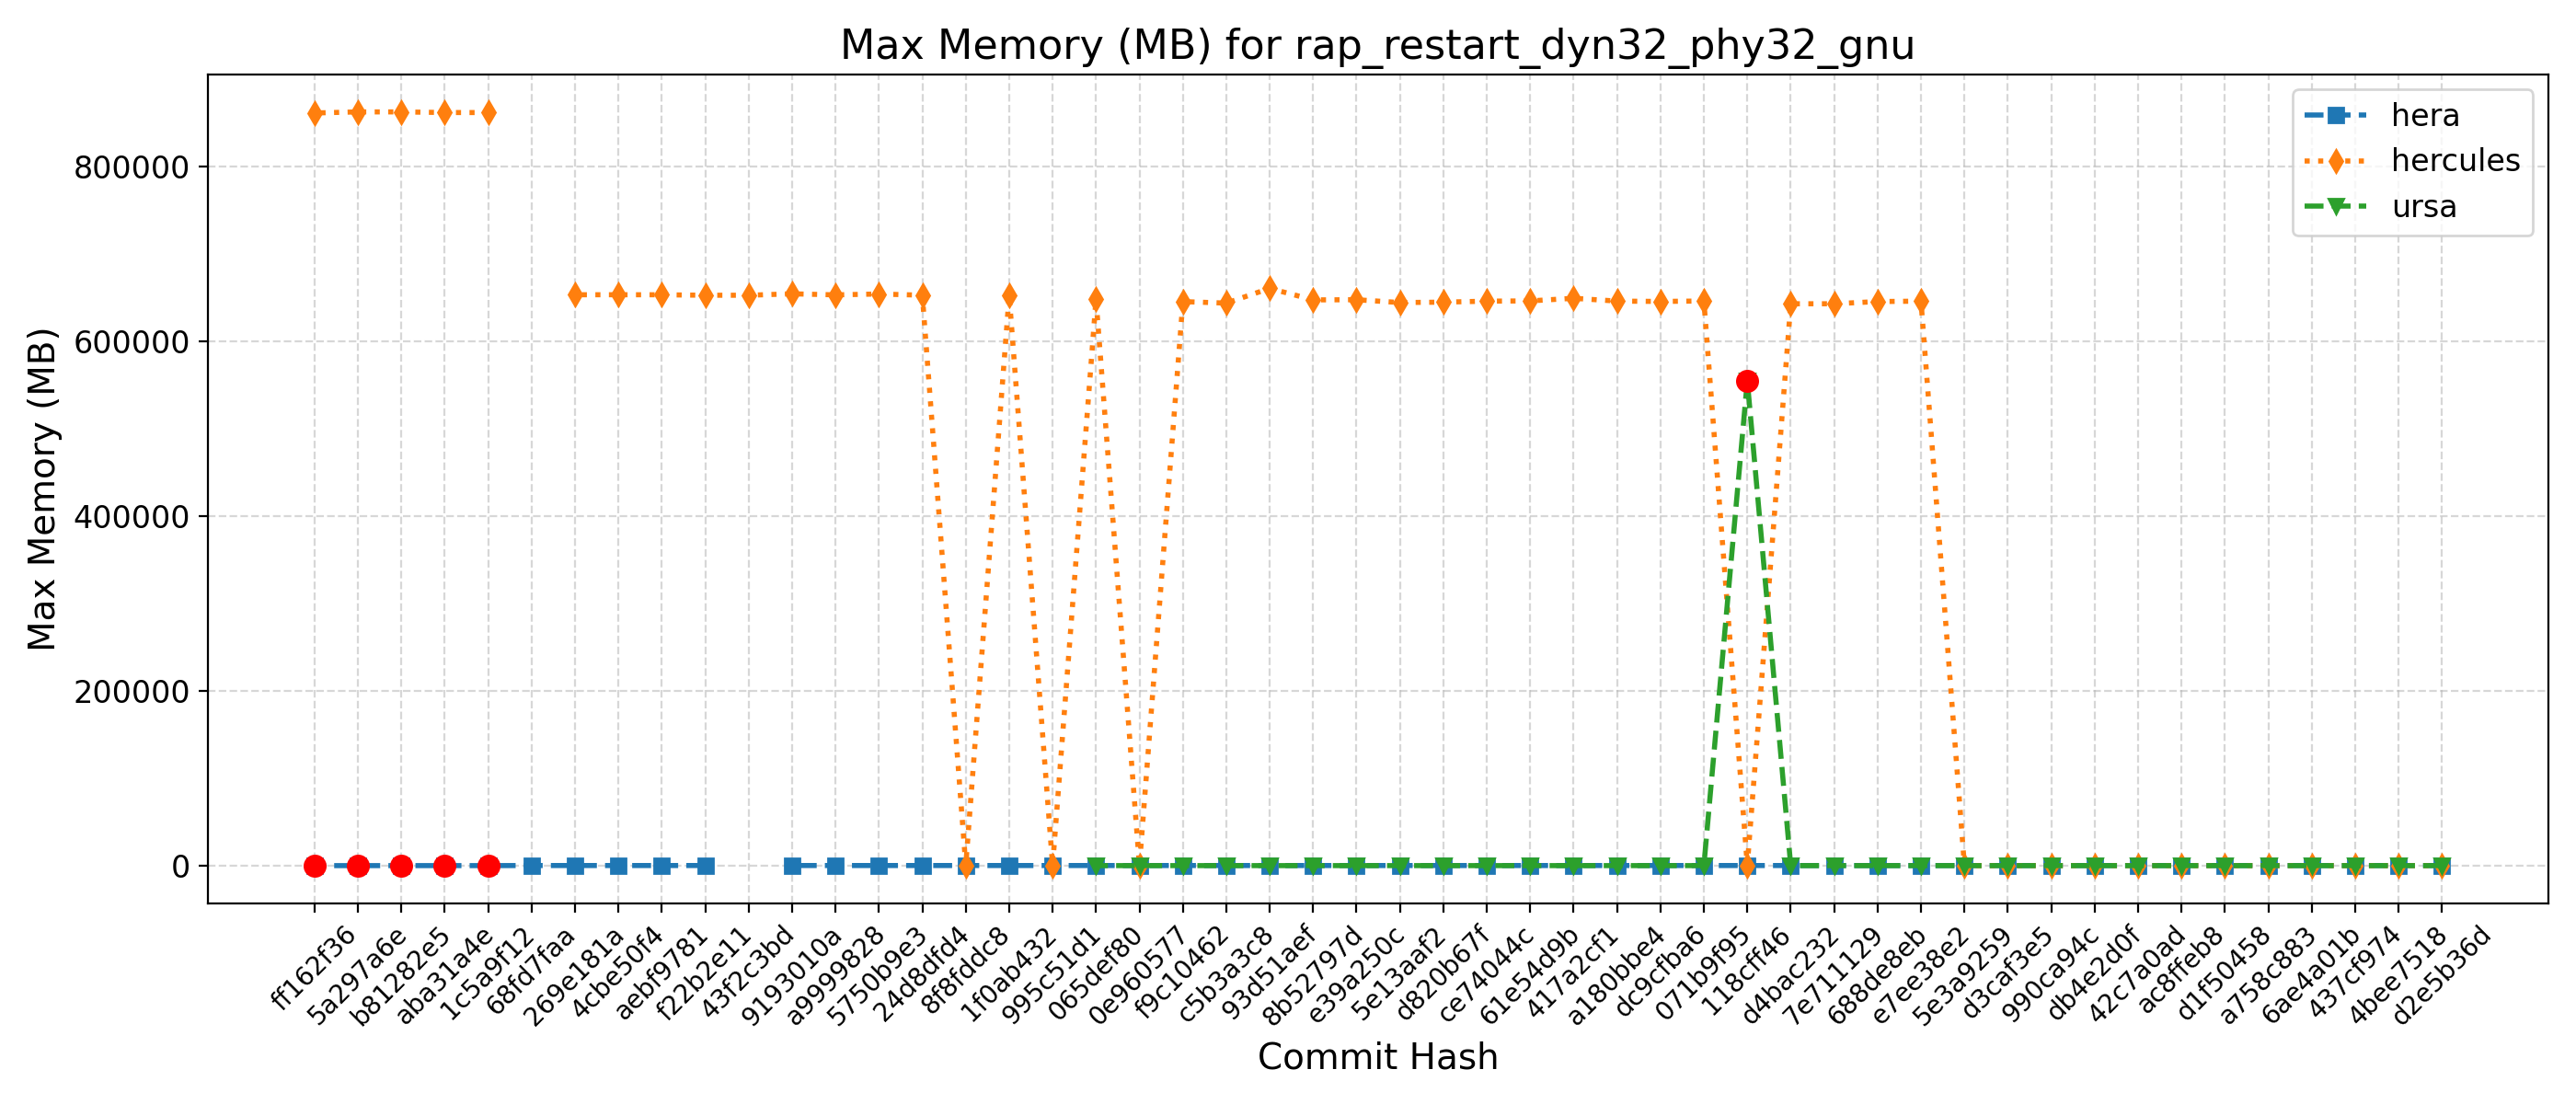 Max Memory (MB) for rap_restart_dyn32_phy32_gnu
hera
hercules
ursa
Max Memory (MB)
800000
600000
400000
200000
0
ff162f36
5a297a6e
b81282e5
aba31a4e
1c5a9f12
68fd7faa
269e181a
4cbe50f4
aebf9781
f22b2e11
43f2c3bd
9193010a
a9999828
5750b9e3
24d8dfd4
8f8fddc8
1f0ab432
995c51d1
065def80
0e960577
f9c10462
c5b3a3c8
93d51aef
8b52797d
e39a250c
5e13aaf2
d820b67f
ce74044c
61e54d9b
417a2cf1
a180bbe4
dc9cfba6
071b9f95
118cff46
d4bac232
7e711129
688de8eb
e7ee38e2
5e3a9259
d3caf3e5
990ca94c
db4e2d0f
42c7a0ad
ac8ffeb8
d1f50458
a758c883
6ae4a01b
437cf974
4bee7518
d2e5b36d
Commit Hash